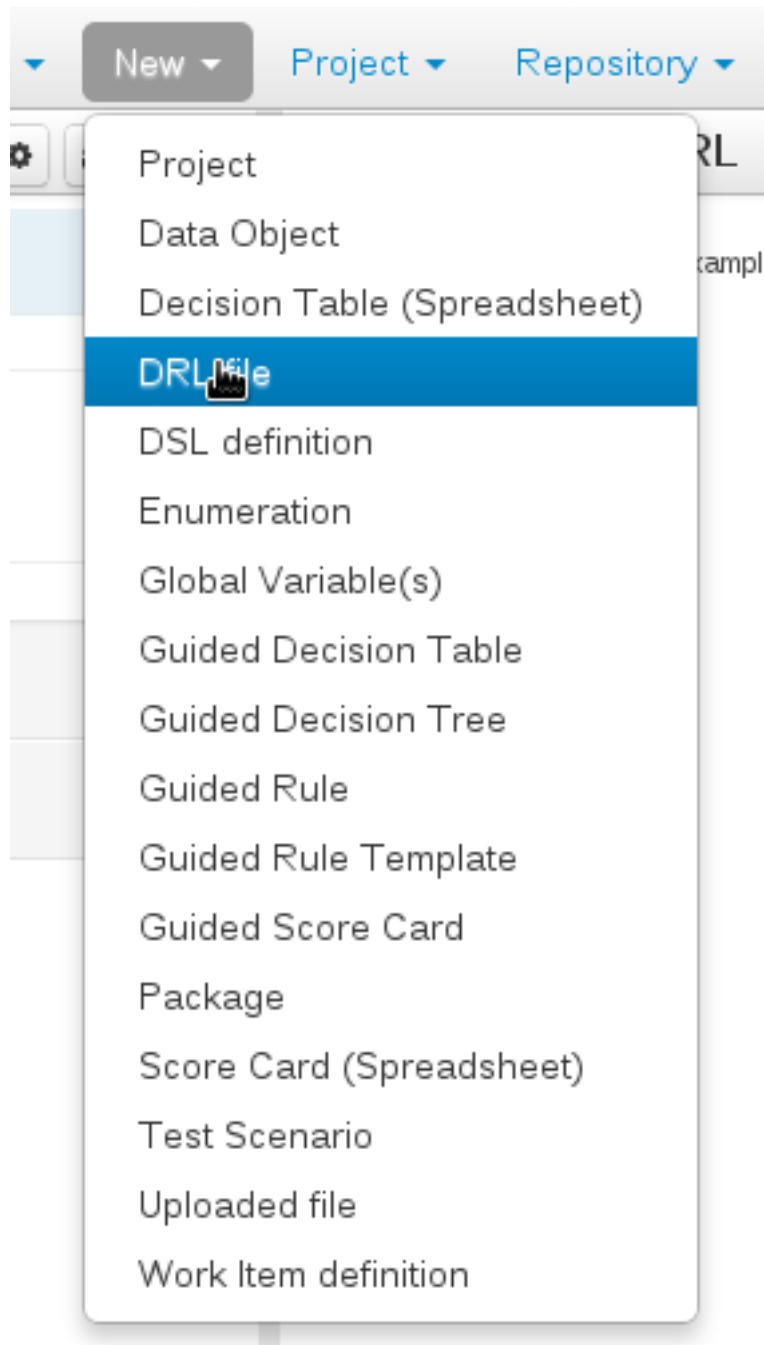 New Project Repository
RL
Project
Data Object
xampl
Decision Table (Spreadsheet)
DRL file
DSL definition
Enumeration
Global Variable(s)
Guided Decision Table
Guided Decision Tree
Guided Rule
Guided Rule Template
Guided Score Card
Package
Score Card (Spreadsheet)
Test Scenario
Uploaded file
Work Item definition